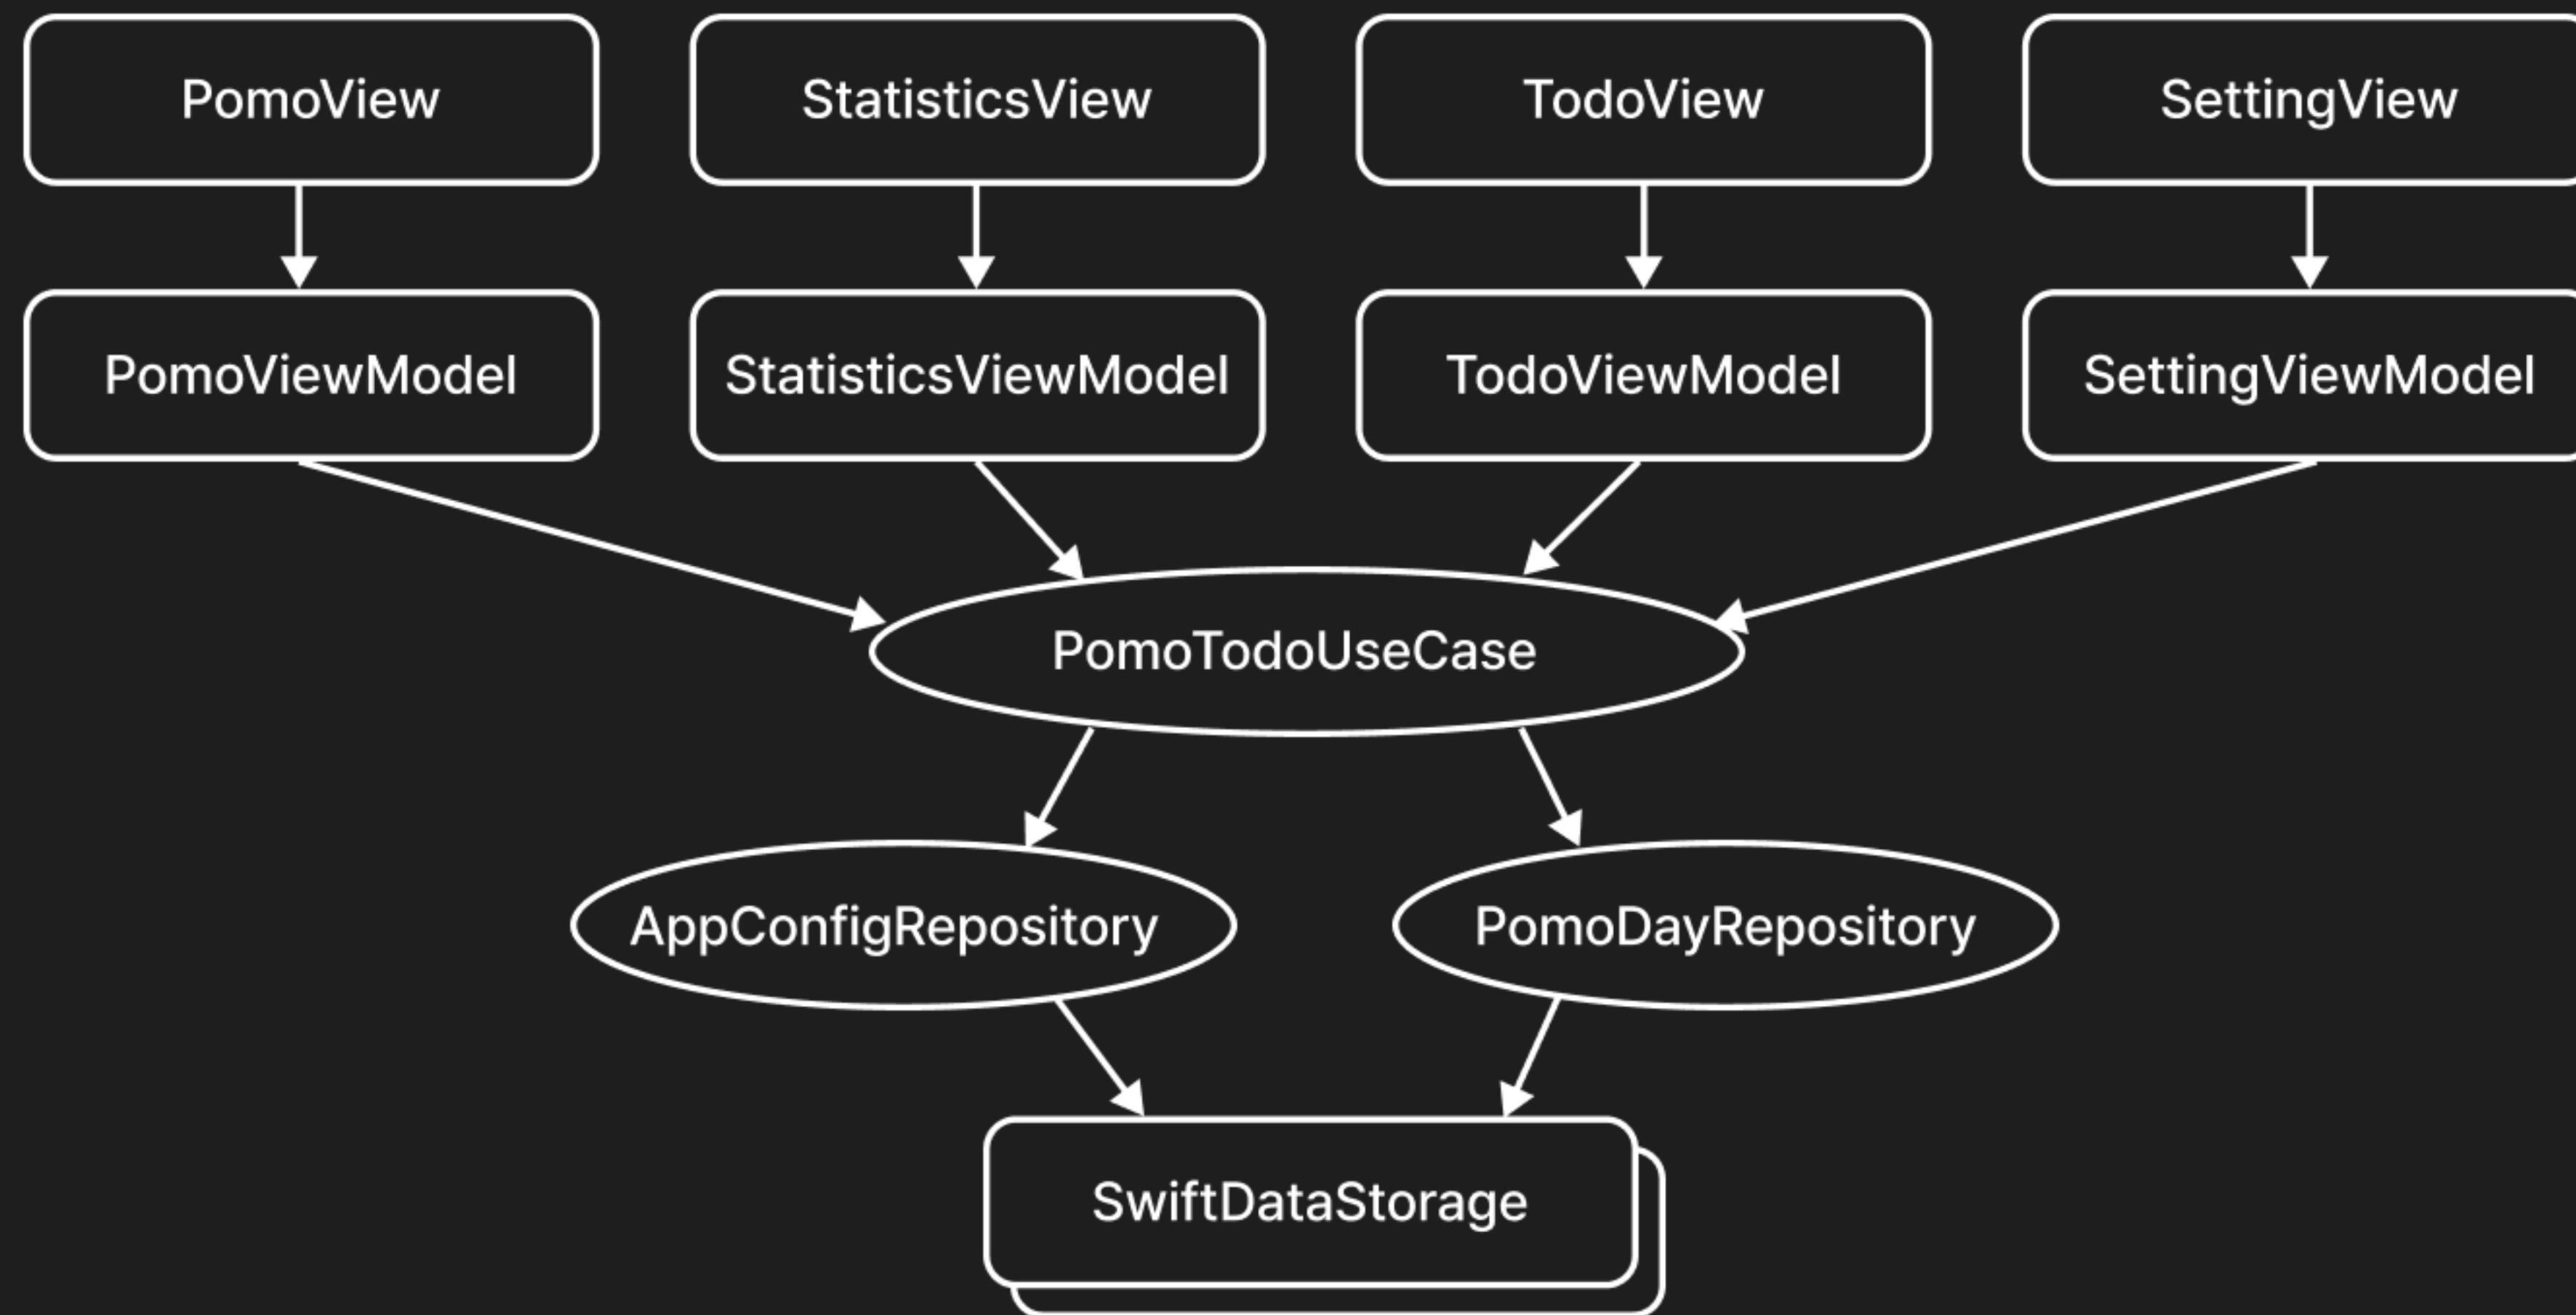 PomoView
StatisticsView
TodoView
SettingView
PomoViewModel
StatisticsViewModel
TodoViewModel
SettingViewModel
PomoTodoUseCase
AppConfigRepository
PomoDayRepository
SwiftDataStorage